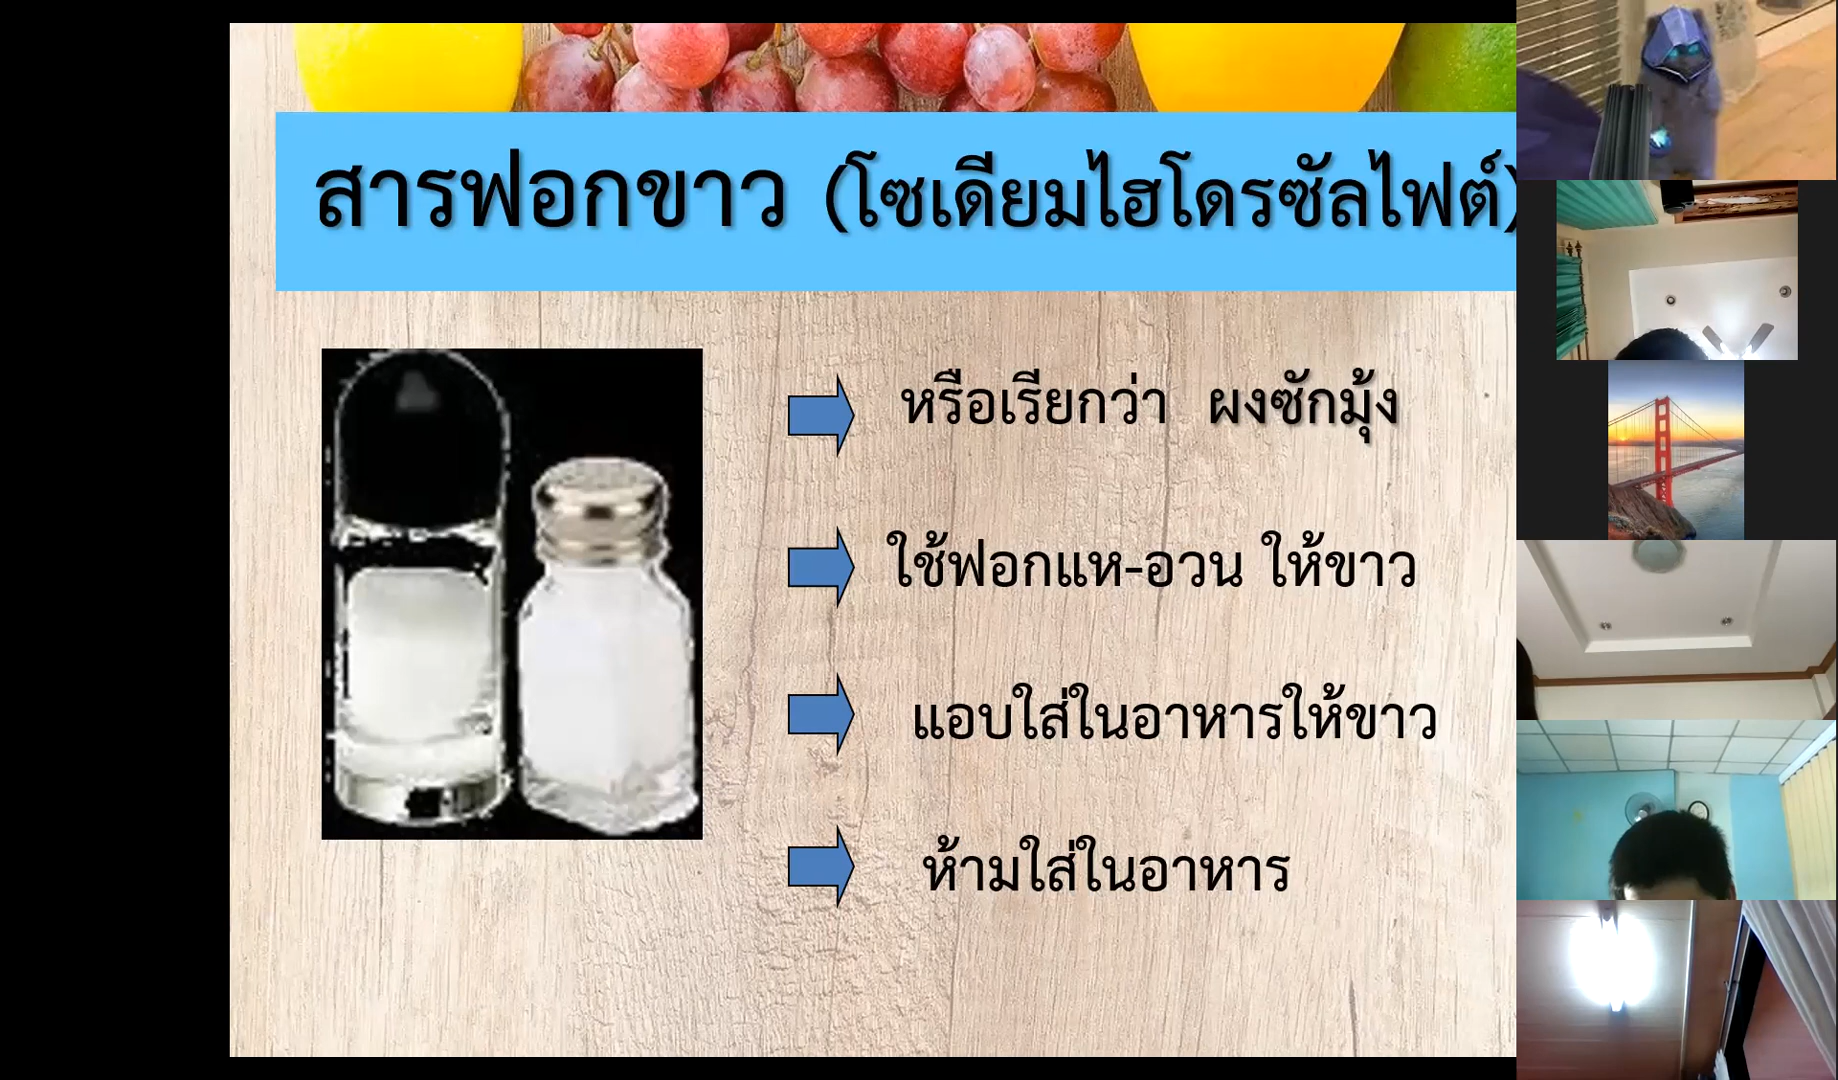 สารฟอกขาว (โซเดียมไฮโดรซัลไฟต์)
หรือเรียกว่า ผงซักมุ้ง
ใช้ฟอกแห-อวน ให้ขาว
แอบใส่ในอาหารให้ขาว
ห้ามใส่ในอาหาร